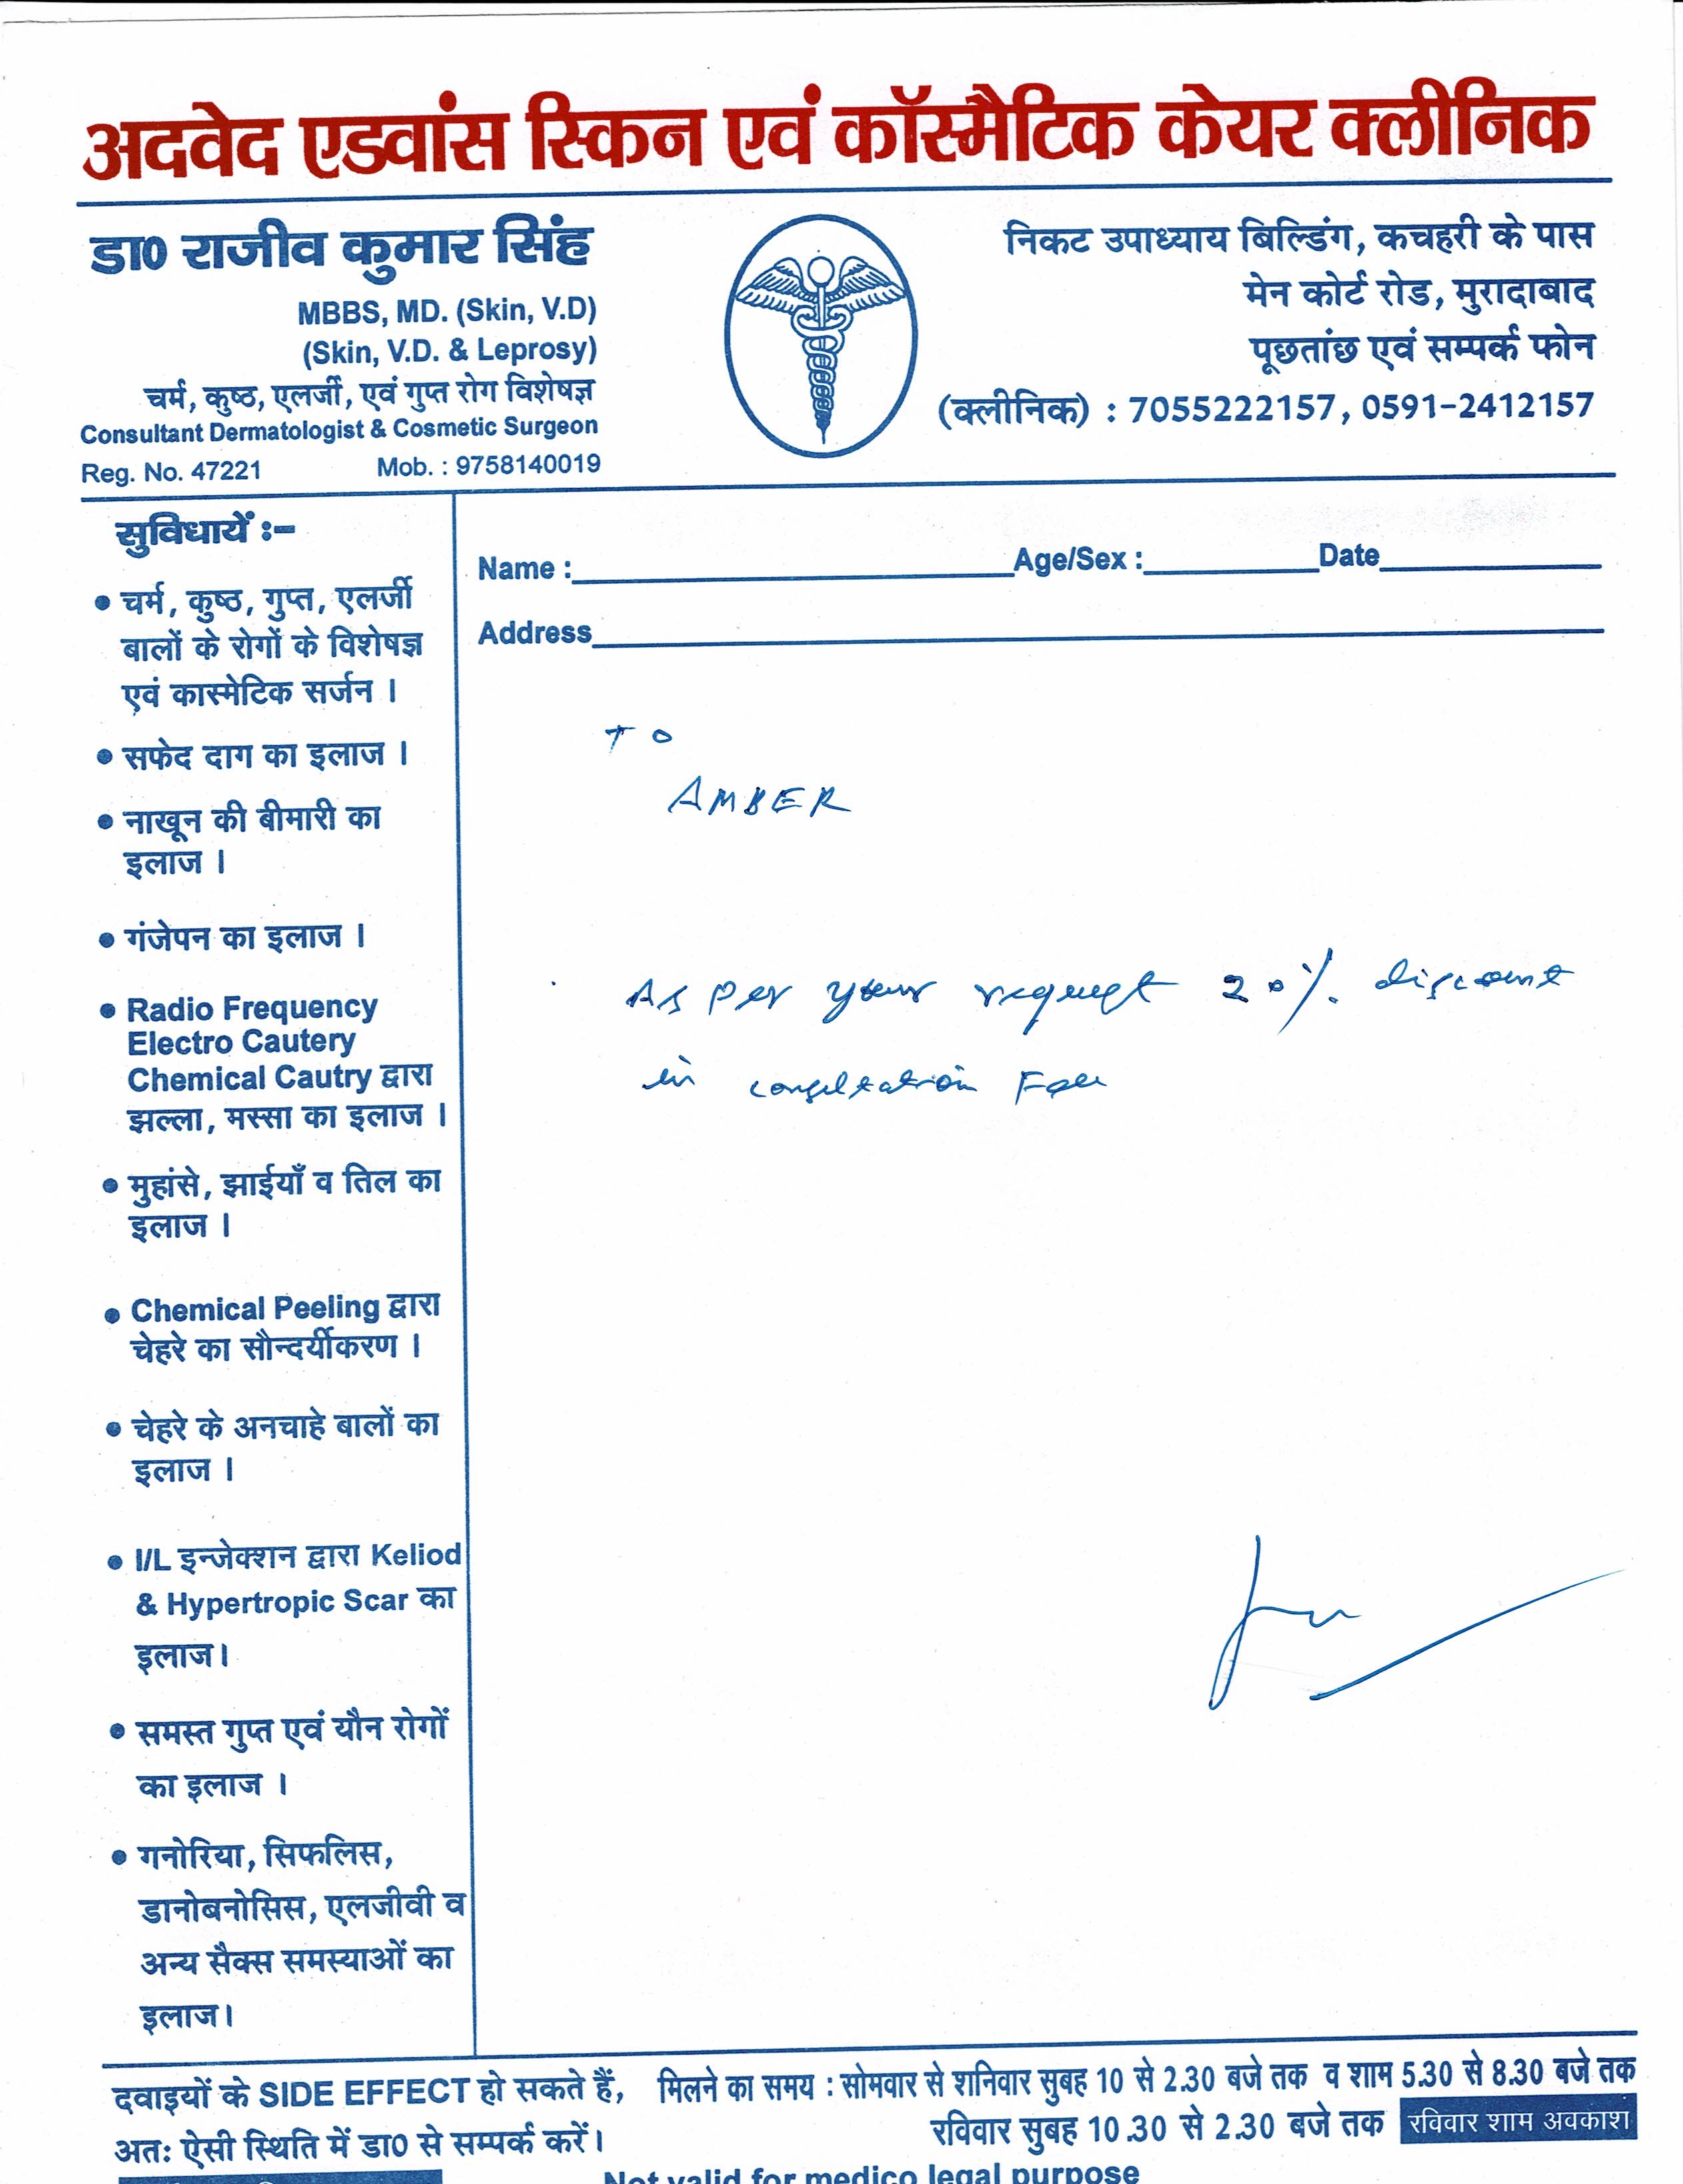 अदवेद एडवांस स्किन एवं कॉस्मैटिक केयर क्लीनिक
डा0 राजीव कुमार सिंह
MBBS, MD. (Skin, V.D)
(Skin, V.D. & Leprosy)
चर्म, कुष्ठ, एलर्जी, एवं गुप्त रोग विशेषज्ञ
Consultant Dermatologist & Cosmetic Surgeon
Reg. No. 47221 Mob. : 9758140019
निकट उपाध्याय बिल्डिंग, कचहरी के पास
मेन कोर्ट रोड, मुरादाबाद
पूछतांछ एवं सम्पर्क फोन
(क्लीनिक) : 7055222157, 0591-2412157
सुविधायें :-
• चर्म, कुष्ठ, गुप्त, एलर्जी
बालों के रोगों के विशेषज्ञ
एवं कास्मेटिक सर्जन ।
• सफेद दाग का इलाज ।
• नाखून की बीमारी का
इलाज ।
• गंजेपन का इलाज ।
• Radio Frequency
Electro Cautery
Chemical Cautry द्वारा
झल्ला, मस्सा का इलाज ।
• मुहांसे, झाईयाँ व तिल का
इलाज ।
• Chemical Peeling द्वारा
चेहरे का सौन्दर्यीकरण ।
• चेहरे के अनचाहे बालों का
इलाज ।
• I/L इन्जेक्शन द्वारा Keliod
& Hypertropic Scar का
इलाज।
• समस्त गुप्त एवं यौन रोगों
का इलाज ।
• गनोरिया, सिफलिस,
डानोबनोसिस, एलजीवी व
अन्य सैक्स समस्याओं का
इलाज।
Name : Age/Sex : Date
Address
TO
AMBER
As per your request 20%. discount
in consultation Fee
दवाइयों के SIDE EFFECT हो सकते हैं,
अतः ऐसी स्थिति में डा0 से सम्पर्क करें।
मिलने का समय : सोमवार से शनिवार सुबह 10 से 2.30 बजे तक व शाम 5.30 से 8.30 बजे तक
रविवार सुबह 10.30 से 2.30 बजे तक रविवार शाम अवकाश
Not valid for medico legal purpose